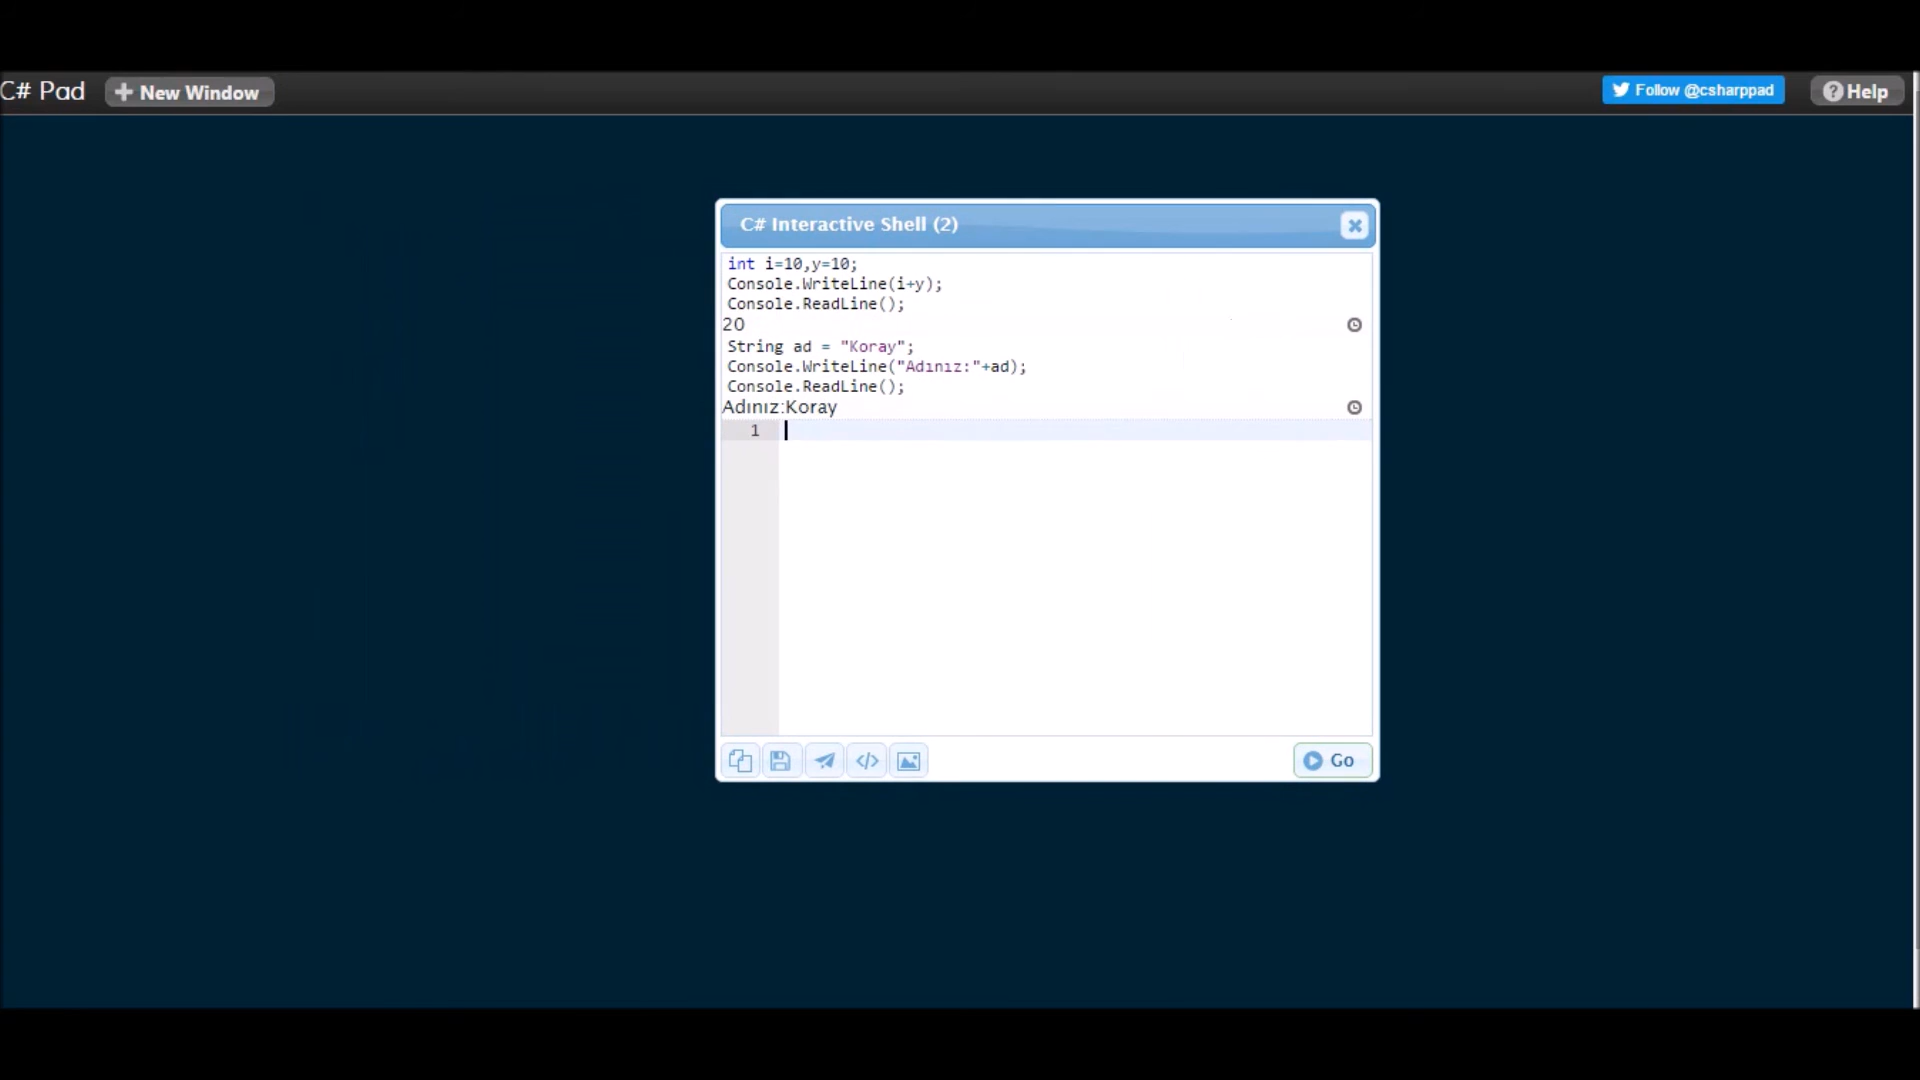 C# Pad
New Window
Follow @csharppad
Help
C# Interactive Shell (2)
int i=10,y=10;
Console.WriteLine(i+y);
Console.ReadLine();
20
String ad = "Koray";
Console.WriteLine("Adınız:"+ad);
Console.ReadLine();
Adınız:Koray
1
Go